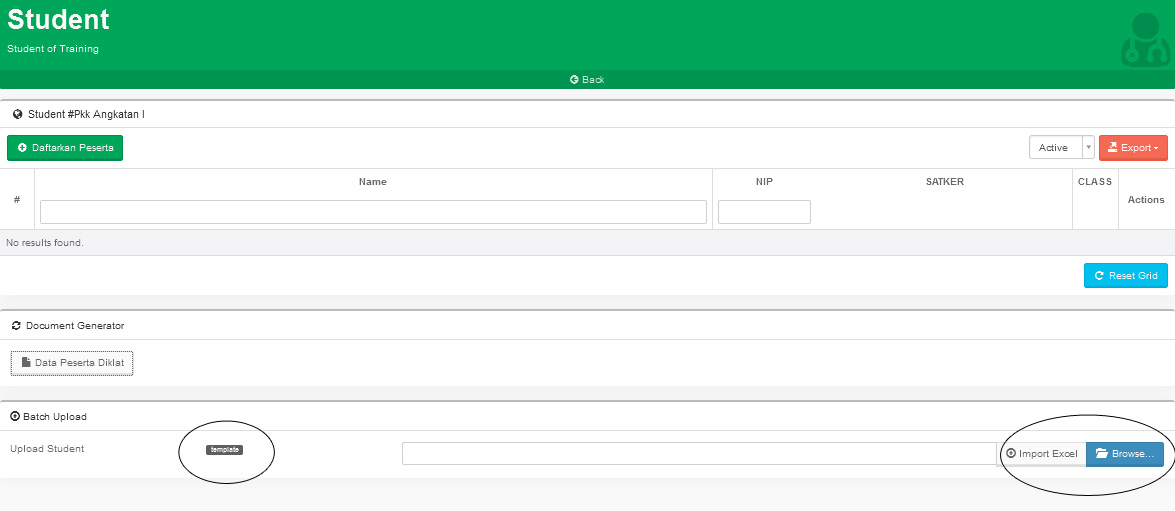 Student
Student of Training
Back
Student #Pkk Angkatan I
Daftarkan Peserta
Active
Export
#
Name
NIP
SATKER
CLASS
Actions
No results found.
Reset Grid
Document Generator
Data Peserta Diklat
Batch Upload
Upload Student
template
Import Excel
Browse...